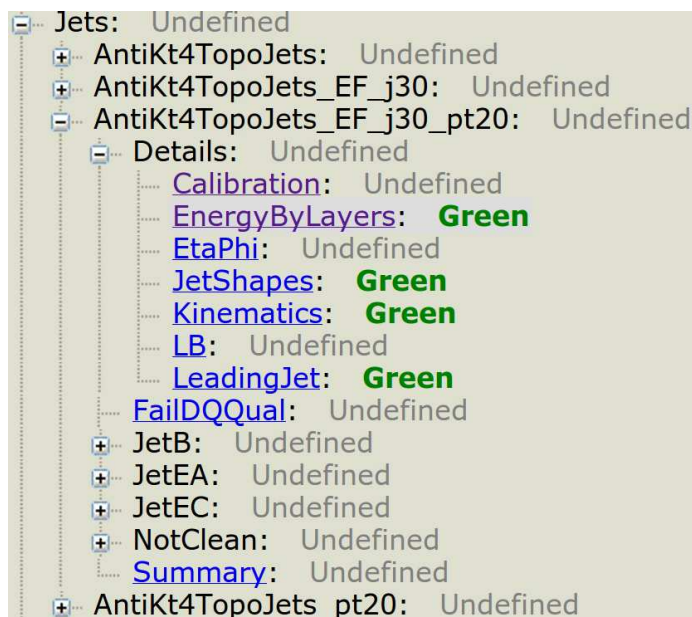 Jets: Undefined
AntiKt4TopoJets: Undefined
AntiKt4TopoJets_EF_j30: Undefined
AntiKt4TopoJets_EF_j30_pt20: Undefined
Details: Undefined
Calibration: Undefined
EnergyByLayers: Green
EtaPhi: Undefined
JetShapes: Green
Kinematics: Green
LB: Undefined
LeadingJet: Green
FailDQQual: Undefined
JetB: Undefined
JetEA: Undefined
JetEC: Undefined
NotClean: Undefined
Summary: Undefined
AntiKt4TopoJets_pt20: Undefined